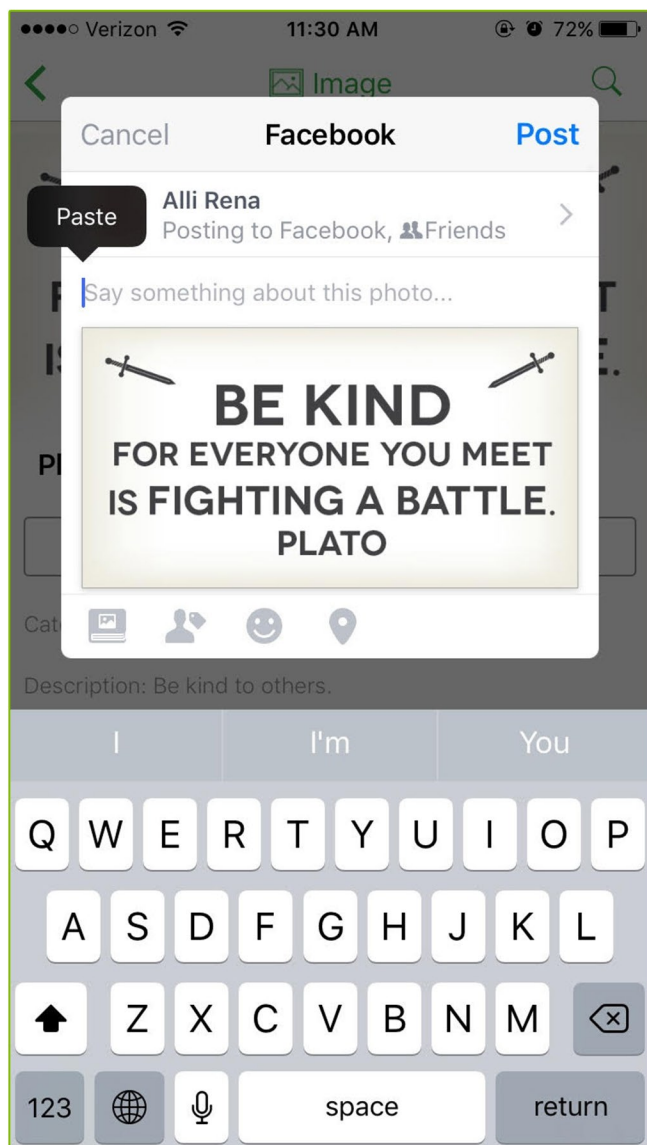 Verizon 11:30 AM 72%
Image
Cancel Facebook Post
Paste
Alli Rena
Posting to Facebook, Friends
Say something about this photo...
BE KIND
FOR EVERYONE YOU MEET
IS FIGHTING A BATTLE.
PLATO
Description: Be kind to others.
I I'm You
Q W E R T Y U I O P
A S D F G H J K L
Z X C V B N M
123 space return